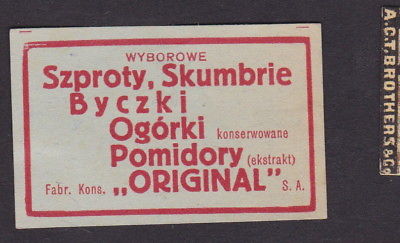 WYBOROWE
Szproty, Skumbrie
Byczki
Ogórki konserwowane
Pomidory (ekstrakt)
Fabr. Kons. „ORIGINAL” S. A.
A.C.T. BROTHERS & Co